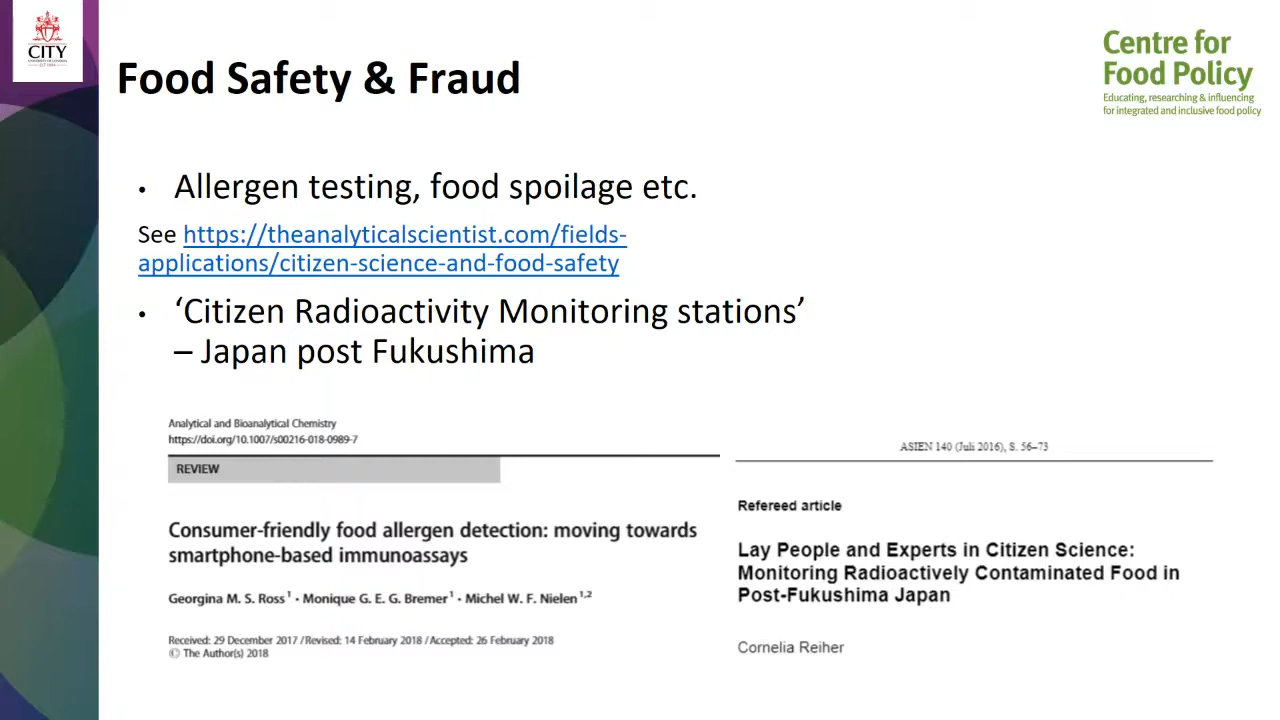 CITY
UNIVERSITY OF LONDON
EST 1894
Centre for
Food Policy
Educating, researching & influencing
for integrated and inclusive food policy
Food Safety & Fraud
• Allergen testing, food spoilage etc.
See https://theanalyticalscientist.com/fields-
applications/citizen-science-and-food-safety
• ‘Citizen Radioactivity Monitoring stations’
– Japan post Fukushima
Analytical and Bioanalytical Chemistry
https://doi.org/10.1007/s00216-018-0989-7
REVIEW
Consumer-friendly food allergen detection: moving towards
smartphone-based immunoassays
Georgina M. S. Ross1 · Monique G. E. G. Bremer1 · Michel W. F. Nielen1,2
Received: 29 December 2017 / Revised: 14 February 2018 / Accepted: 26 February 2018
© The Author(s) 2018
ASIEN 140 (Juli 2016), S. 56–73
Refereed article
Lay People and Experts in Citizen Science:
Monitoring Radioactively Contaminated Food in
Post-Fukushima Japan
Cornelia Reiher